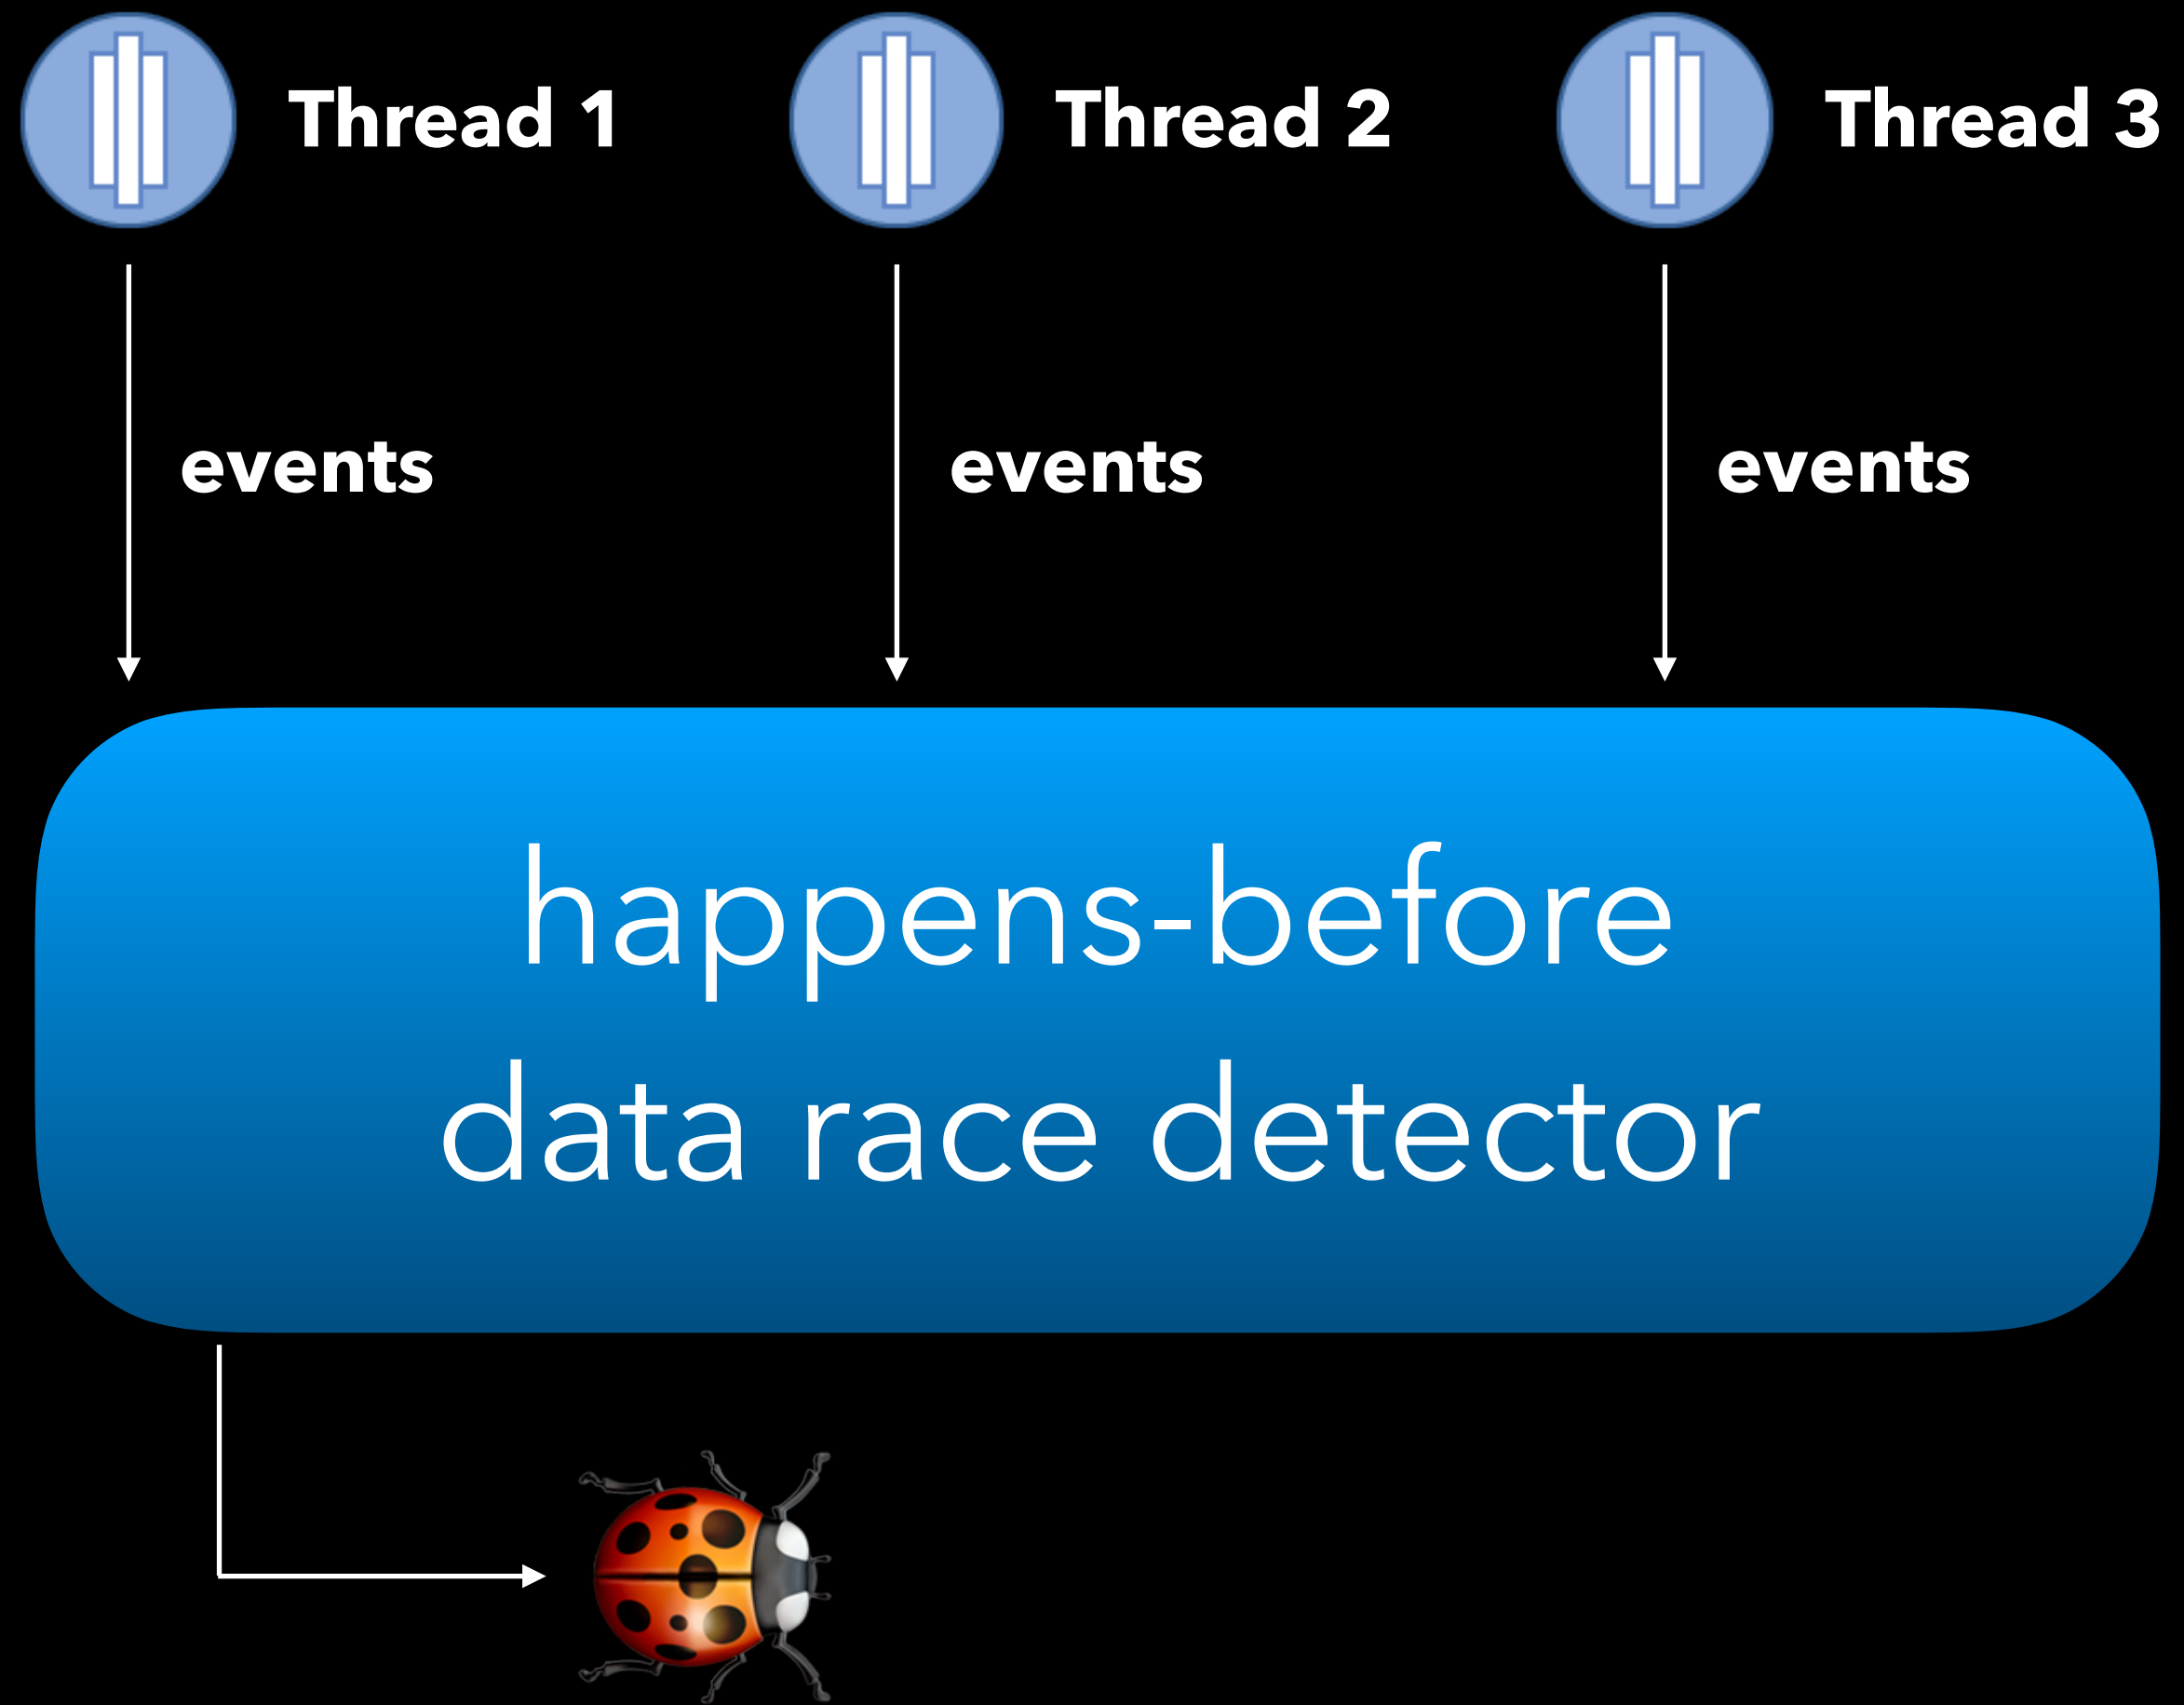 Thread 1
Thread 2
Thread 3
events
events
events
happens-before
data race detector